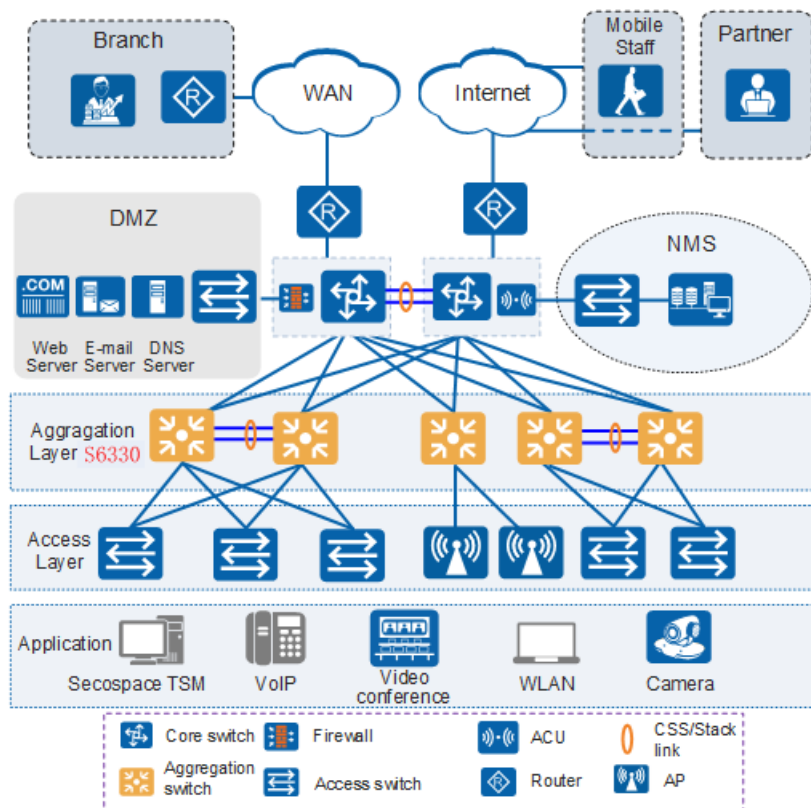 Branch
WAN
Internet
Mobile
Staff
Partner
R
R
R
DMZ
NMS
.COM
Web
Server
E-mail
Server
DNS
Server
Aggragation
Layer S6330
Access
Layer
Application
Secospace TSM
VoIP
Video
conference
WLAN
Camera
Core switch
Firewall
ACU
CSS/Stack
link
Aggregation
switch
Access switch
R
Router
AP